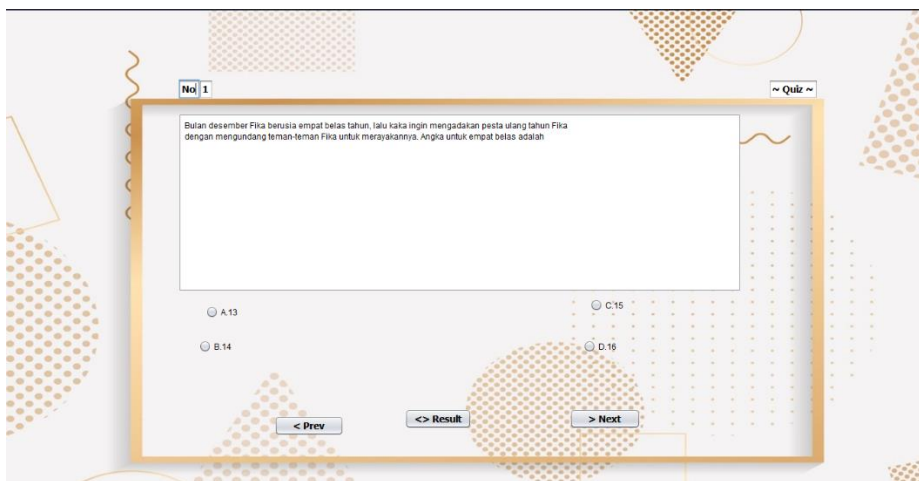 No 1
~ Quiz ~
Bulan desember Fika berusia empat belas tahun, lalu kaka ingin mengadakan pesta ulang tahun Fika
dengan mengundang teman-teman Fika untuk merayakannya. Angka untuk empat belas adalah
A.13
C.15
B.14
D.16
< Prev
<> Result
> Next